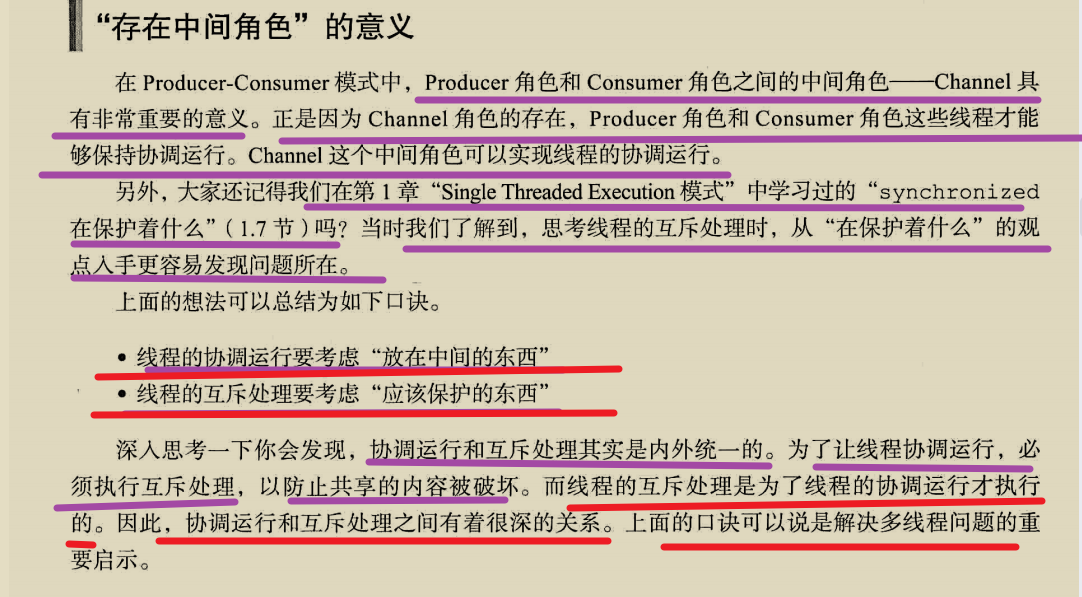 “存在中间角色”的意义
在 Producer-Consumer 模式中，Producer 角色和 Consumer 角色之间的中间角色——Channel 具
有非常重要的意义。正是因为 Channel 角色的存在，Producer 角色和 Consumer 角色这些线程才能
够保持协调运行。Channel 这个中间角色可以实现线程的协调运行。
另外，大家还记得我们在第 1 章“Single Threaded Execution 模式”中学习过的“synchronized
在保护着什么”（1.7 节）吗？当时我们了解到，思考线程的互斥处理时，从“在保护着什么”的观
点入手更容易发现问题所在。
上面的想法可以总结为如下口诀。
• 线程的协调运行要考虑“放在中间的东西”
• 线程的互斥处理要考虑“应该保护的东西”
深入思考一下你会发现，协调运行和互斥处理其实是内外统一的。为了让线程协调运行，必
须执行互斥处理，以防止共享的内容被破坏。而线程的互斥处理是为了线程的协调运行才执行
的。因此，协调运行和互斥处理之间有着很深的关系。上面的口诀可以说是解决多线程问题的重
要启示。